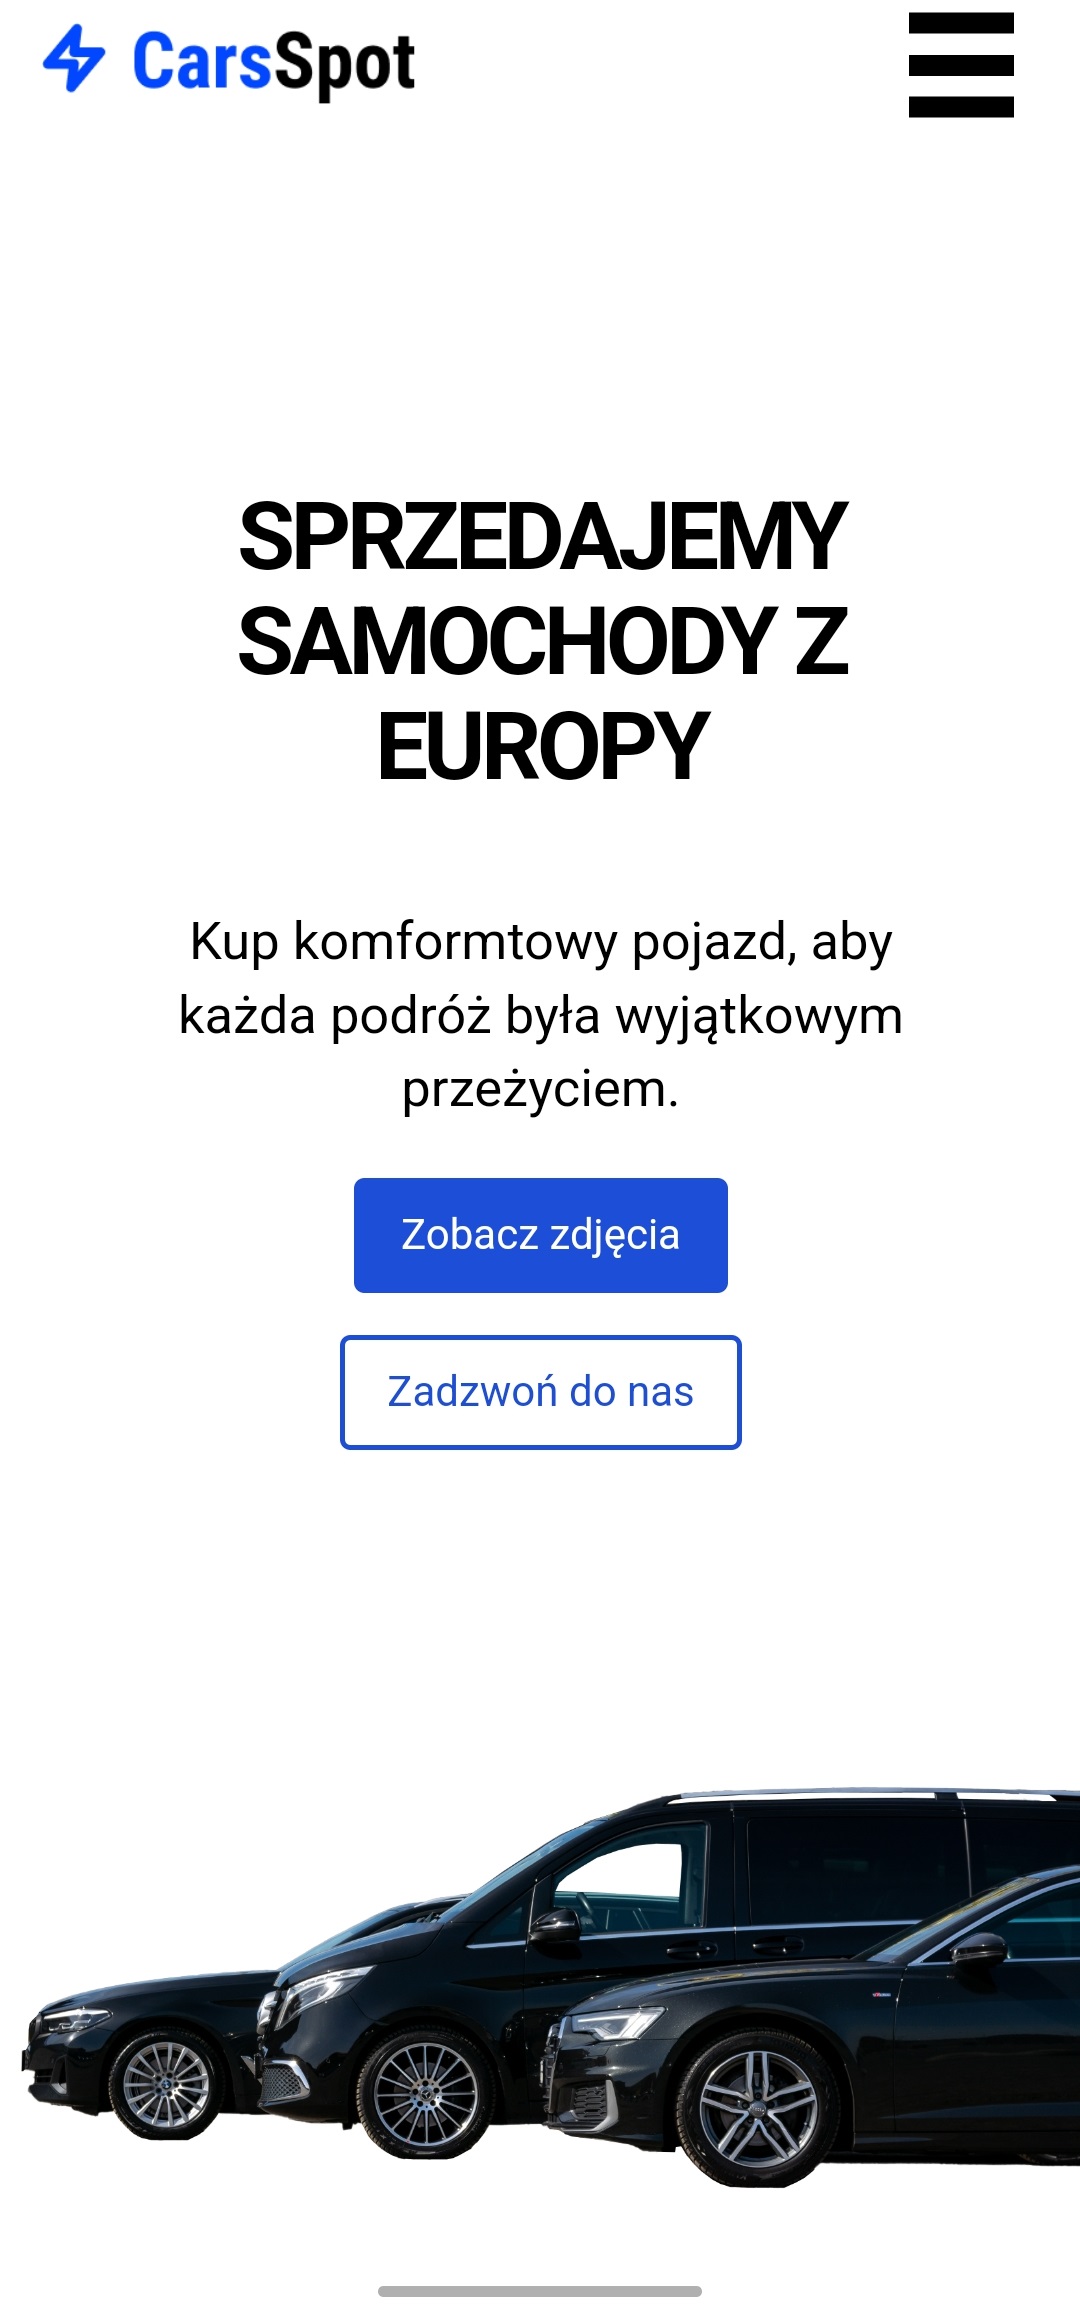 CarsSpot
SPRZEDAJEMY
SAMOCHODY Z
EUROPY
Kup komformtowy pojazd, aby
każda podróż była wyjątkowym
przeżyciem.
Zobacz zdjęcia
Zadzwoń do nas